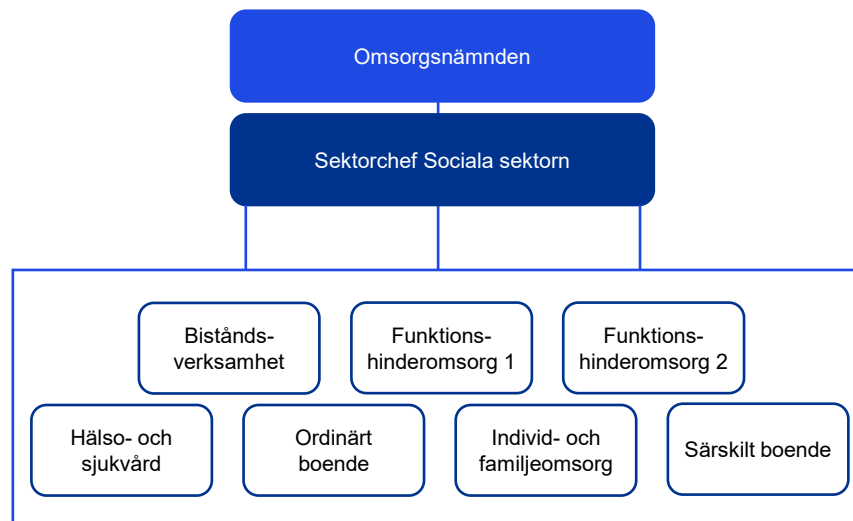 Omsorgsnämnden
Sektorchef Sociala sektorn
Bistånds-
verksamhet
Funktions-
hinderomsorg 1
Funktions-
hinderomsorg 2
Hälso- och
sjukvård
Ordinärt
boende
Individ- och
familjeomsorg
Särskilt boende